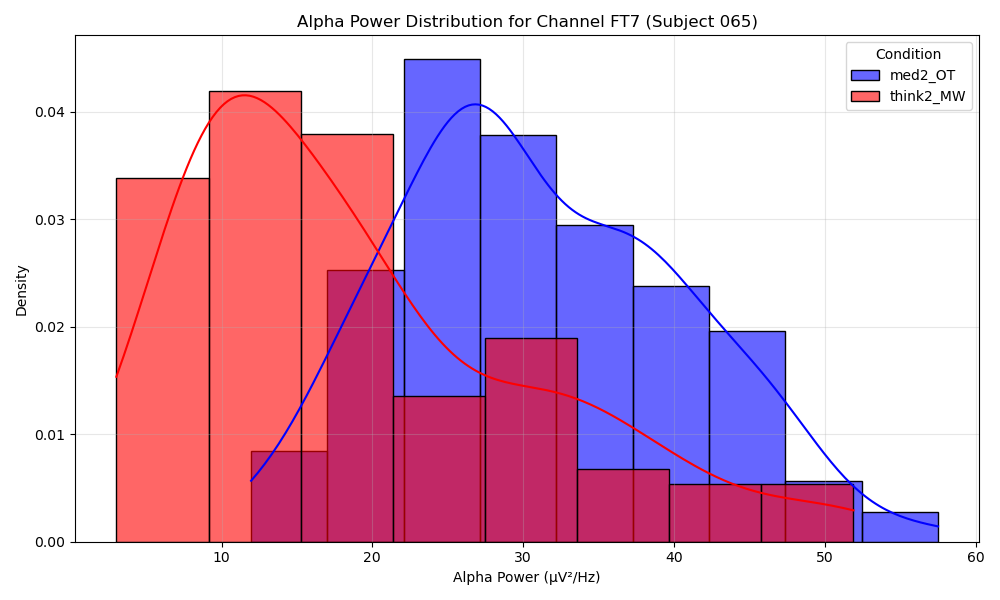 Alpha Power Distribution for Channel FT7 (Subject 065)
Condition
med2_OT
think2_MW
0.04
0.03
0.02
0.01
0.00
Density
10 20 30 40 50 60
Alpha Power (µV²/Hz)